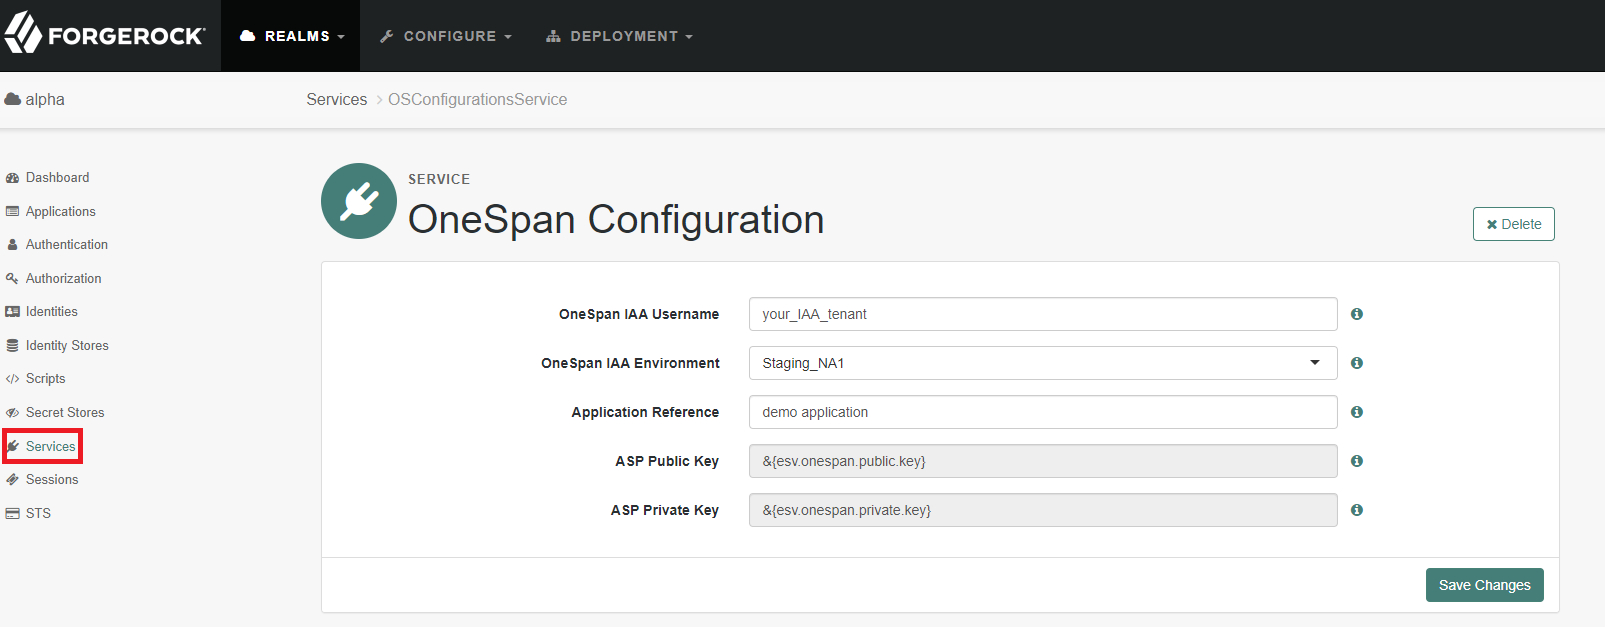 FORGEROCK
REALMS
CONFIGURE
DEPLOYMENT
alpha
Services > OSConfigurationsService
Dashboard
Applications
Authentication
Authorization
Identities
Identity Stores
Scripts
Secret Stores
Services
Sessions
STS
SERVICE
OneSpan Configuration
Delete
OneSpan IAA Username your_IAA_tenant
OneSpan IAA Environment Staging_NA1
Application Reference demo application
ASP Public Key &{esv.onespan.public.key}
ASP Private Key &{esv.onespan.private.key}
Save Changes